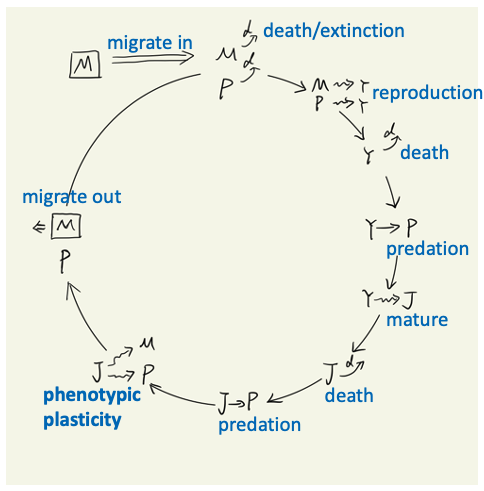 M
migrate in
d
death/extinction
M
d
P
M Y
P Y
reproduction
d
Y
death
Y P
predation
Y J
mature
J d
death
J P
predation
M
J P
phenotypic
plasticity
migrate out
M
P